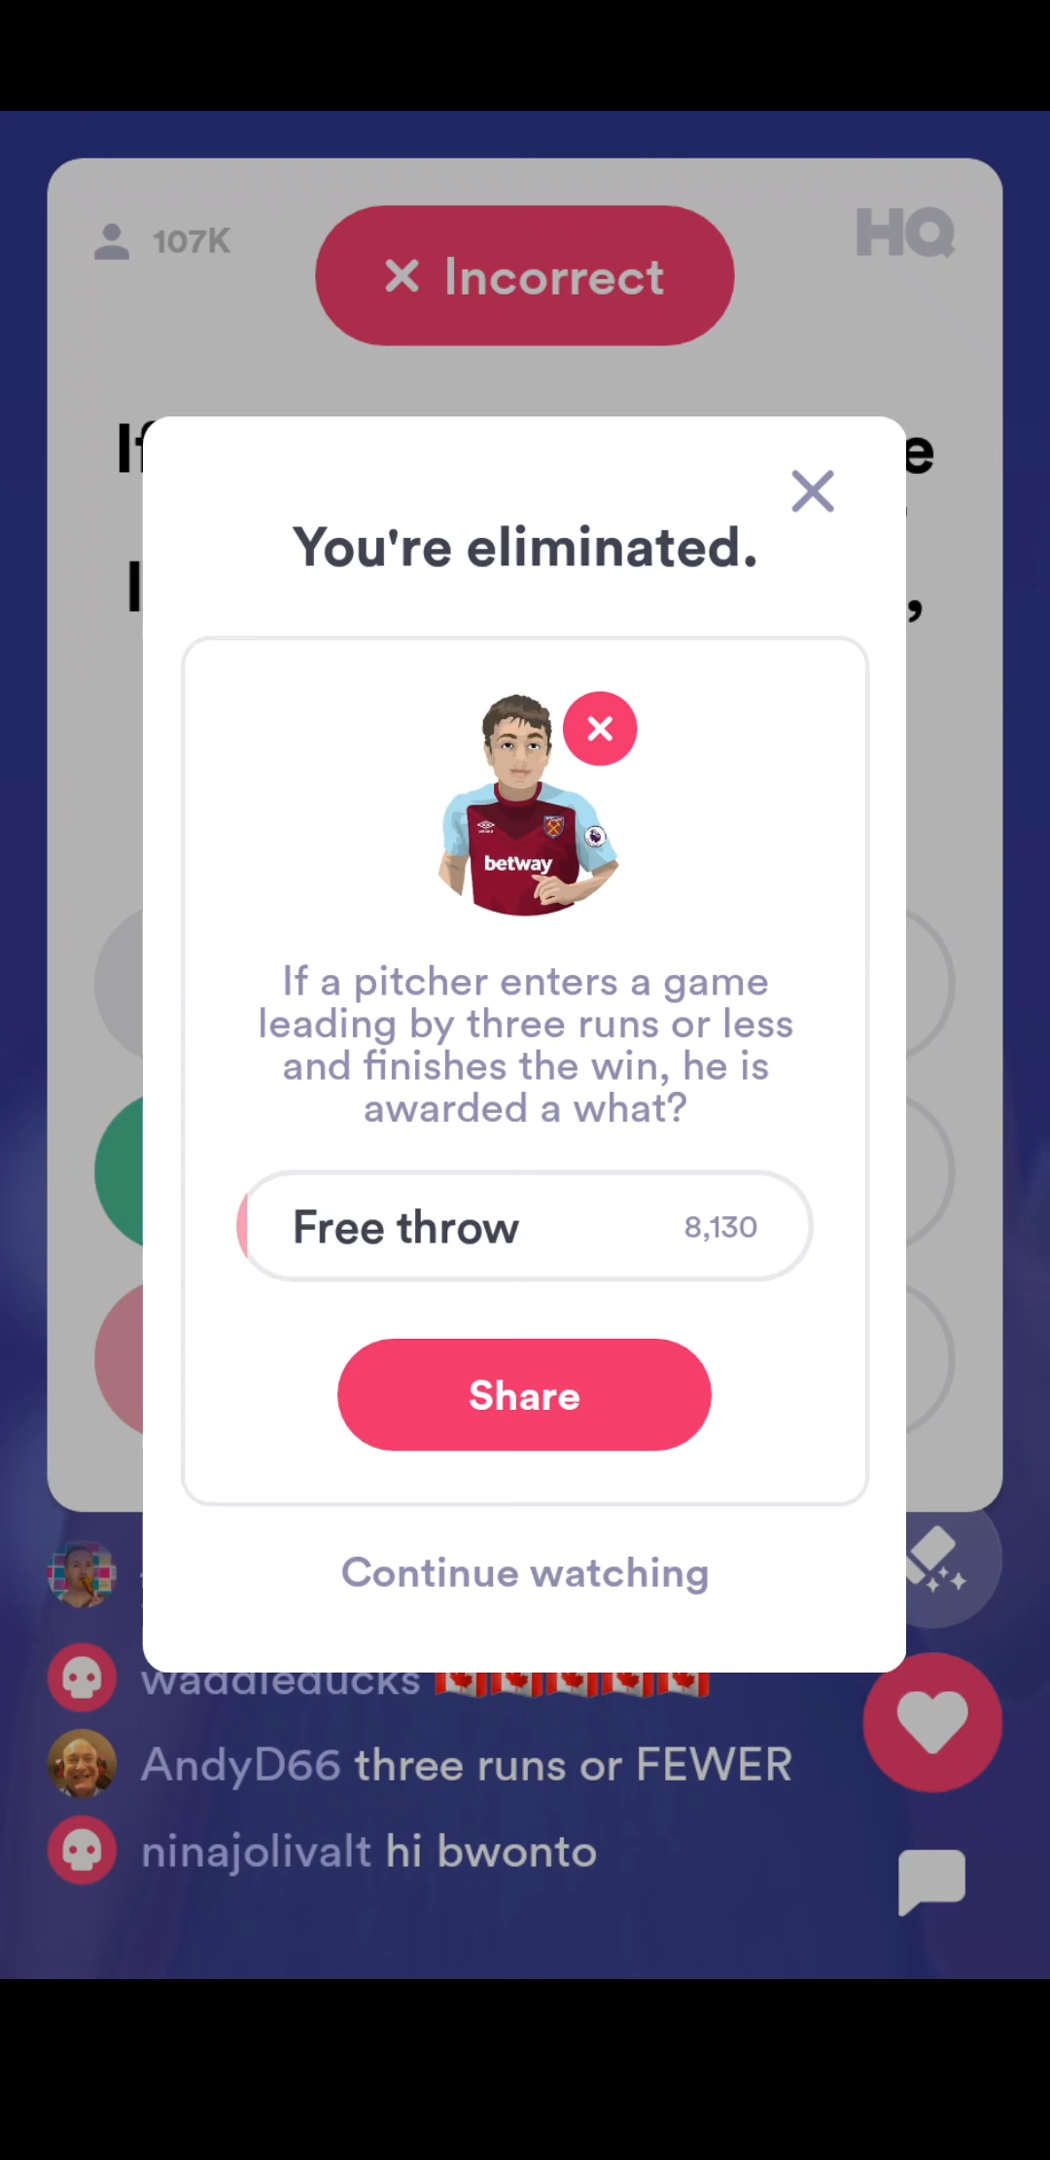 107K
HQ
Incorrect
You're eliminated.
betway
If a pitcher enters a game
leading by three runs or less
and finishes the win, he is
awarded a what?
Free throw 8,130
Share
Continue watching
waddleducks 🇨🇦🇨🇦🇨🇦🇨🇦🇨🇦
AndyD66 three runs or FEWER
ninajolivalt hi bwonto